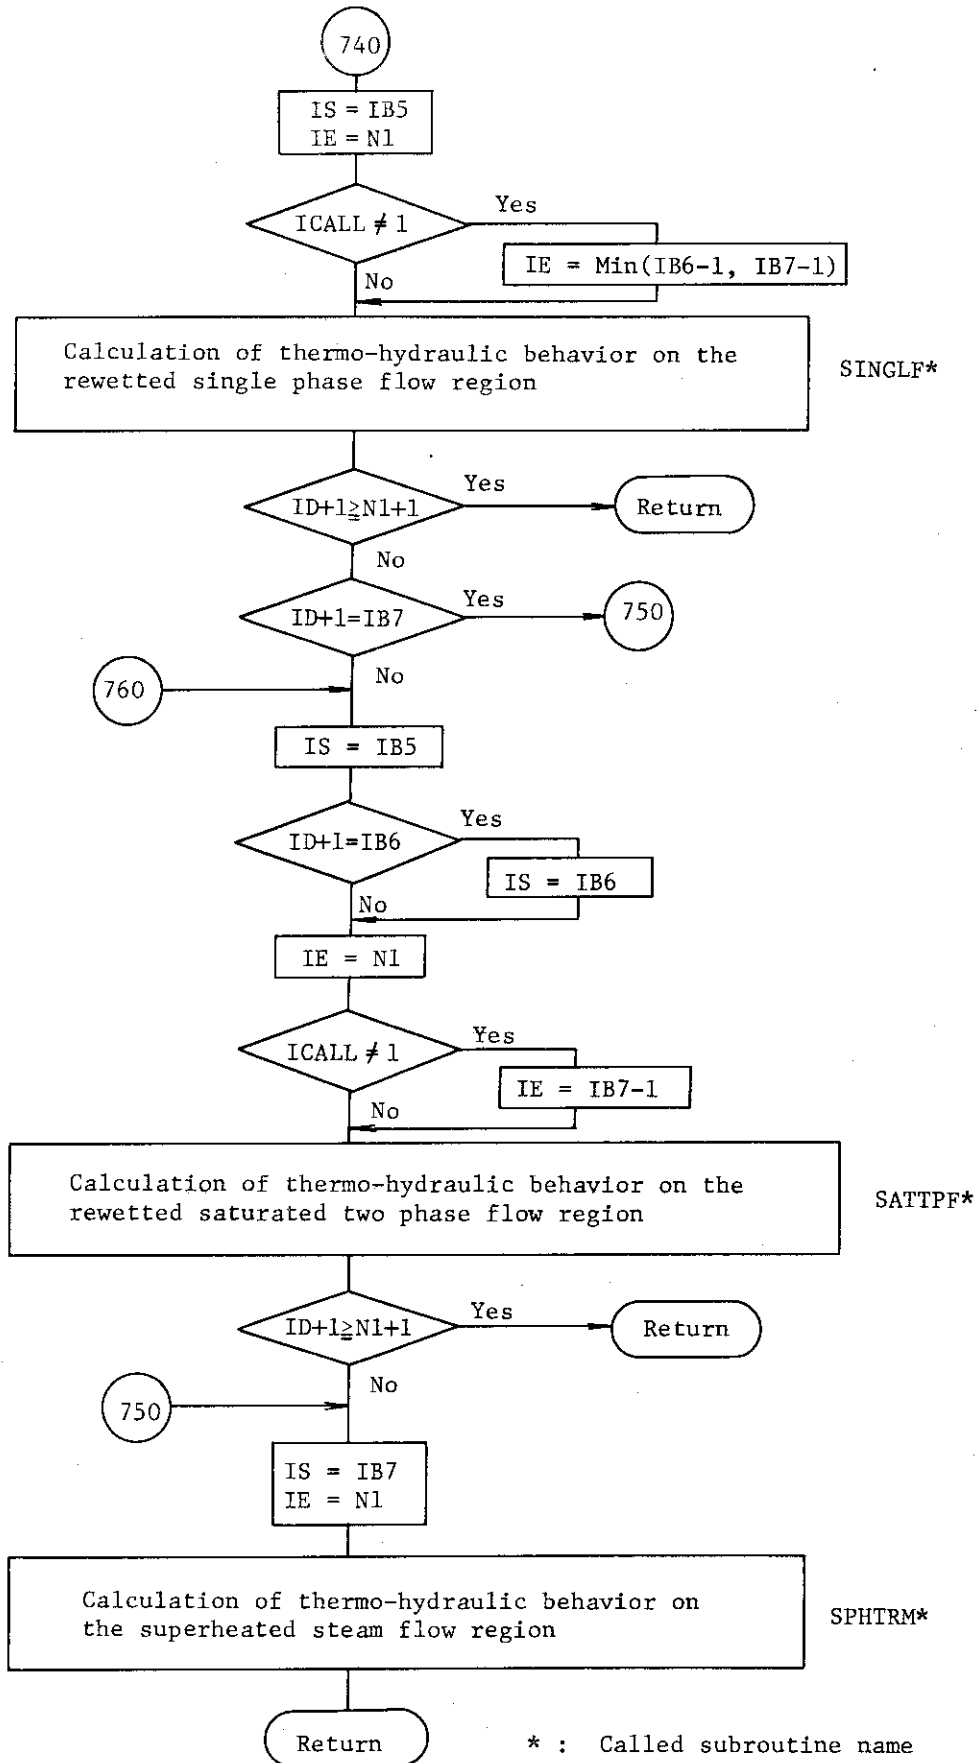 740
IS = IB5
IE = N1
ICALL ≠ 1
Yes
IE = Min(IB6-1, IB7-1)
No
Calculation of thermo-hydraulic behavior on the
rewetted single phase flow region
SINGLF*
ID+1≧N1+1
Yes
Return
No
ID+1=IB7
Yes
750
No
760
IS = IB5
ID+1=IB6
Yes
IS = IB6
No
IE = N1
ICALL ≠ 1
Yes
IE = IB7-1
No
Calculation of thermo-hydraulic behavior on the
rewetted saturated two phase flow region
SATTPF*
ID+1≧N1+1
Yes
Return
No
750
IS = IB7
IE = N1
Calculation of thermo-hydraulic behavior on
the superheated steam flow region
SPHTRM*
Return
* : Called subroutine name